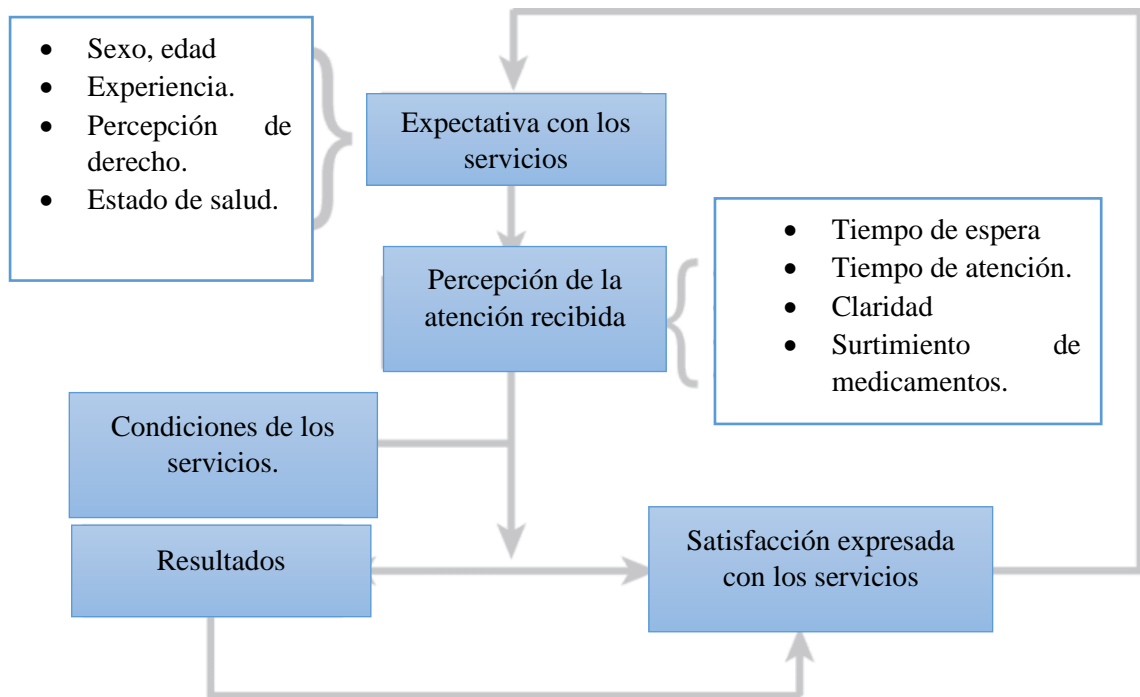 • Sexo, edad
• Experiencia.
• Percepción de
derecho.
• Estado de salud.
Expectativa con los
servicios
Percepción de la
atención recibida
• Tiempo de espera
• Tiempo de atención.
• Claridad
• Surtimiento de
medicamentos.
Condiciones de los
servicios.
Resultados
Satisfacción expresada
con los servicios